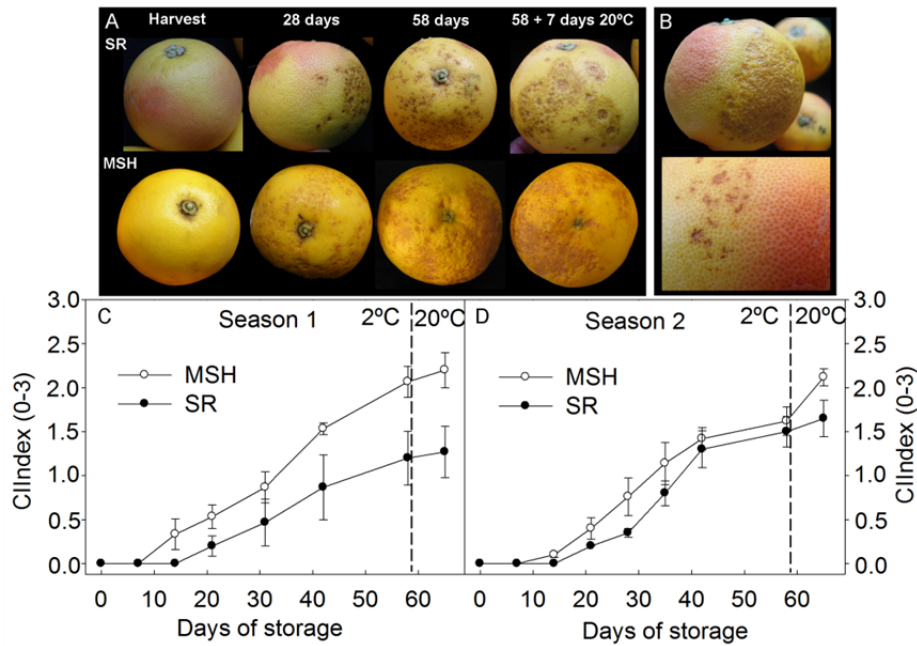 A Harvest 28 days 58 days 58 + 7 days 20ºC B
SR
MSH
3.0 C Season 1 2ºC 20ºC D Season 2 2ºC 20ºC 3.0
2.5 2.5
MSH MSH
2.0 2.0
SR SR
1.5 1.5
CIIndex (0-3) CIIndex (0-3)
1.0 1.0
0.5 0.5
0.0 0.0
0 10 20 30 40 50 60 0 10 20 30 40 50 60
Days of storage Days of storage